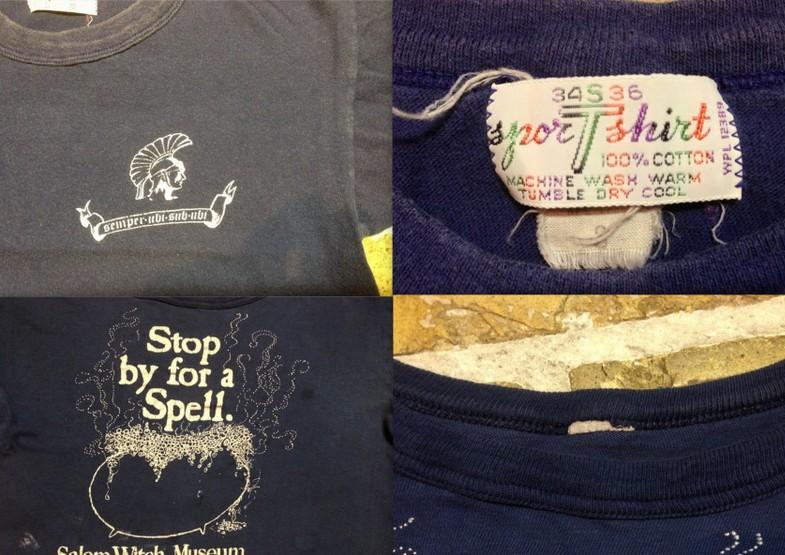 semper·ubi·sub·ubi
34S36
sporTshirt
100% COTTON
MACHINE WASH WARM
TUMBLE DRY COOL
WPL 12389
Stop
by for a
Spell.
Salem Witch Museum